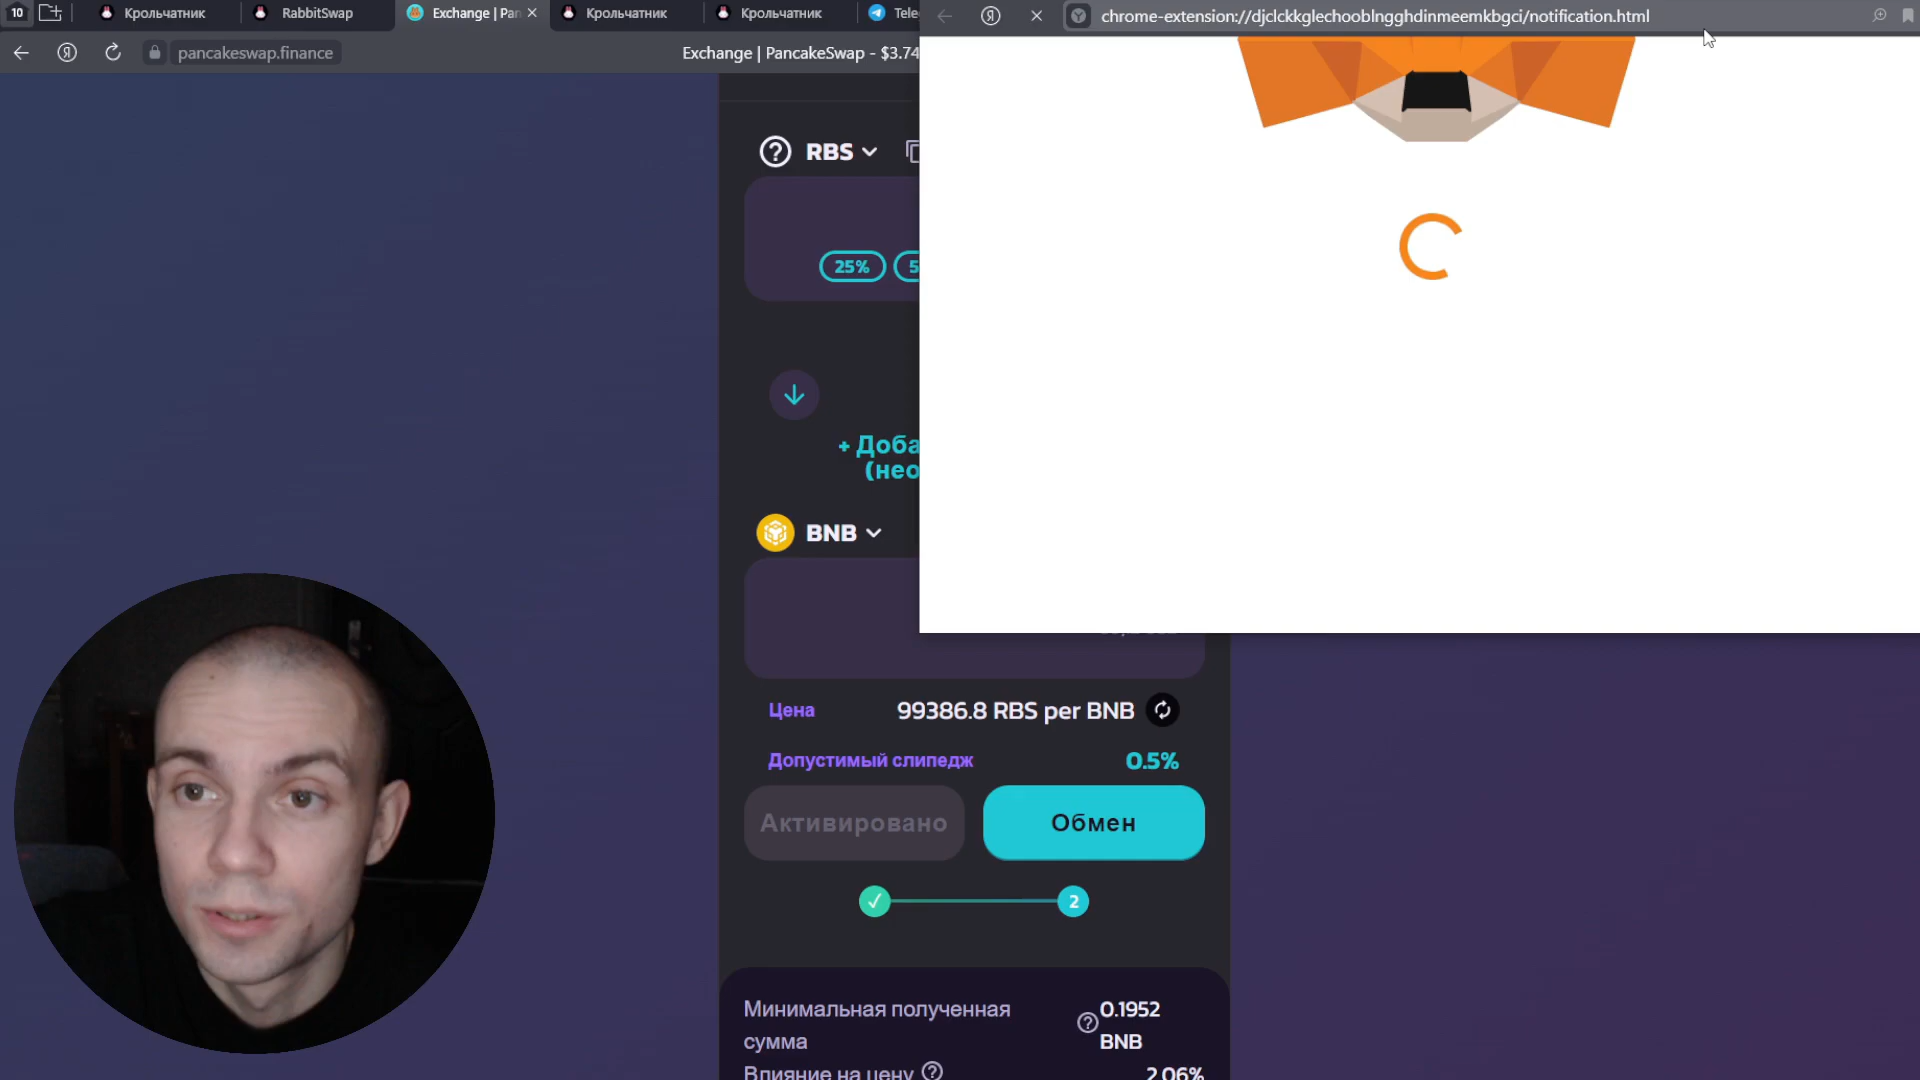 10
Крольчатник
RabbitSwap
Exchange | Pan
Крольчатник
Крольчатник
Tele
chrome-extension://djclckkglechooblngghdinmeemkbgci/notification.html
pancakeswap.finance
Exchange | PancakeSwap - $3.74
RBS
25%
5
+ Доба
(нео
BNB
Цена
99386.8 RBS per BNB
Допустимый слипедж
0.5%
Активировано
Обмен
2
Минимальная полученная
сумма
0.1952
BNB
Влияние на цену
2.06%